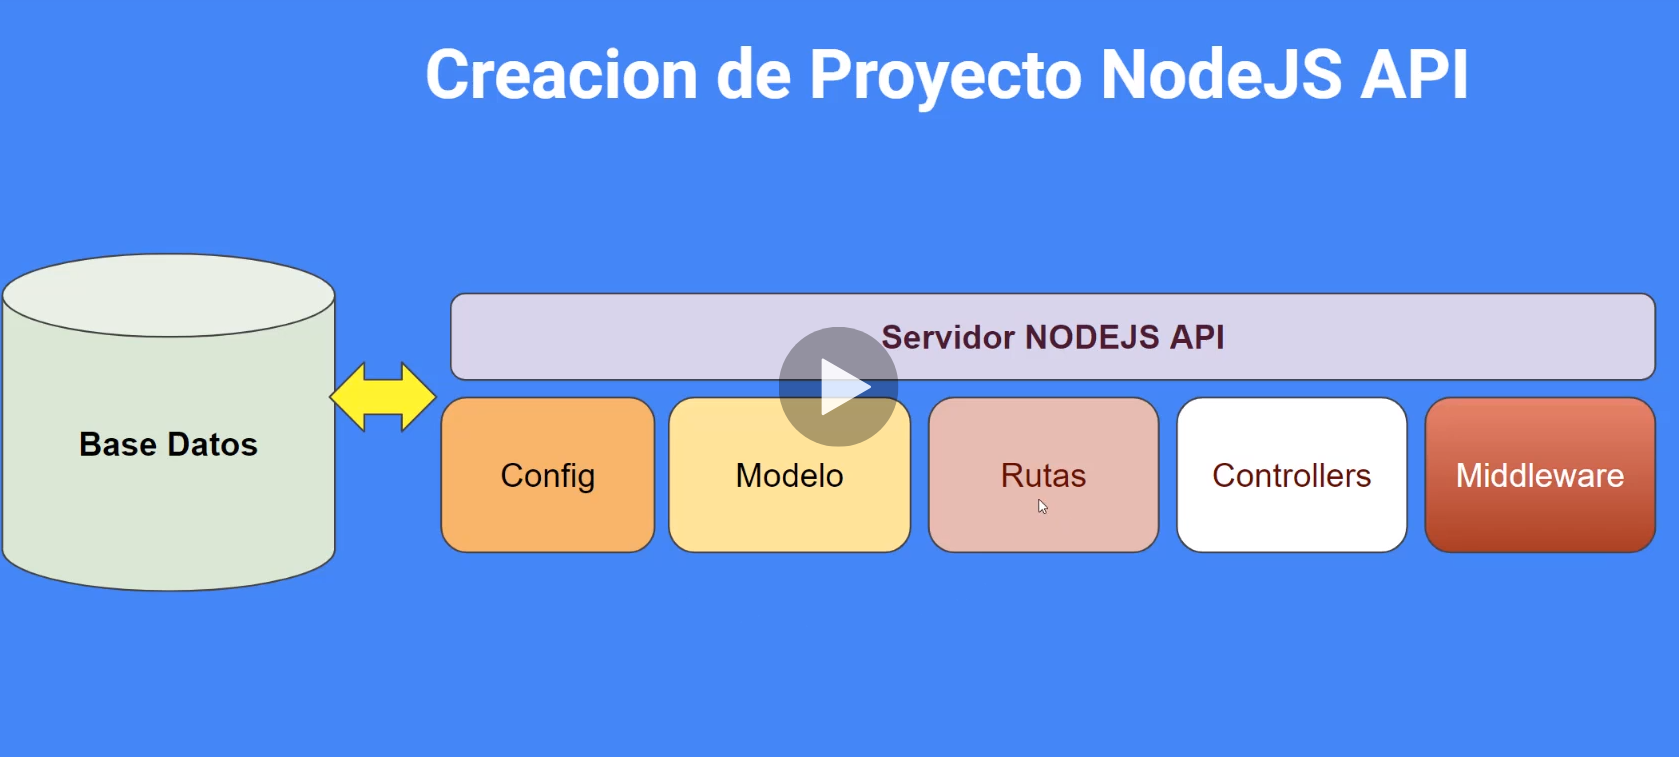 Creacion de Proyecto NodeJS API
Servidor NODEJS API
Base Datos
Config
Modelo
Rutas
Controllers
Middleware